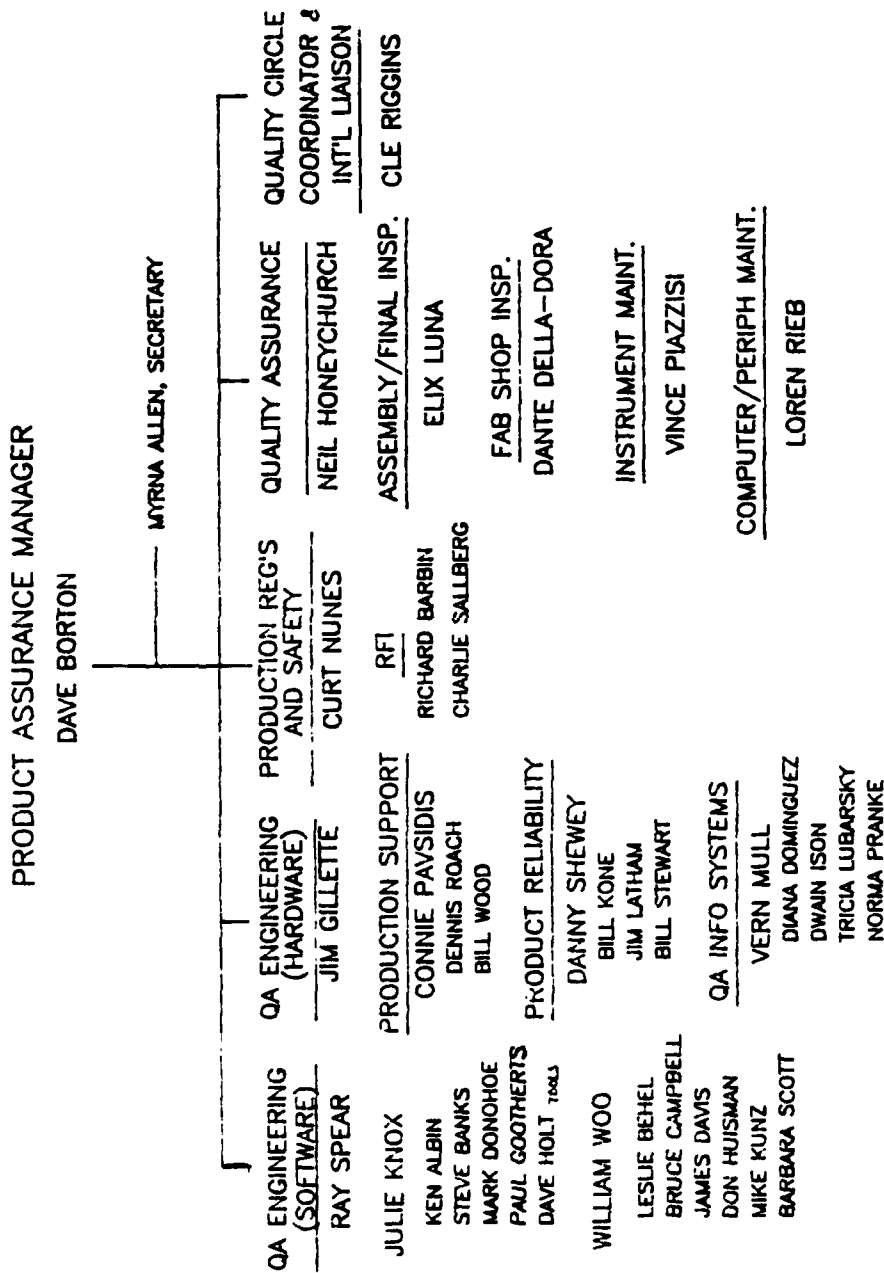 PRODUCT ASSURANCE MANAGER
DAVE BORTON
MYRNA ALLEN, SECRETARY
QA ENGINEERING
(SOFTWARE)
RAY SPEAR
JULIE KNOX
KEN ALBIN
STEVE BANKS
MARK DONOHOE
PAUL GOOTHERTS
DAVE HOLT TOOLS
WILLIAM WOO
LESLIE BEHEL
BRUCE CAMPBELL
JAMES DAVIS
DON HUISMAN
MIKE KUNZ
BARBARA SCOTT
QA ENGINEERING
(HARDWARE)
JIM GILLETTE
PRODUCTION SUPPORT
CONNIE PAVSIDIS
DENNIS ROACH
BILL WOOD
PRODUCT RELIABILITY
DANNY SHEWEY
BILL KONE
JIM LATHAM
BILL STEWART
QA INFO SYSTEMS
VERN MULL
DIANA DOMINGUEZ
DWAIN ISON
TRICIA LUBARSKY
NORMA PRANKE
PRODUCTION REG'S
AND SAFETY
CURT NUNES
RFI
RICHARD BARBIN
CHARLIE SALLBERG
QUALITY ASSURANCE
NEIL HONEYCHURCH
ASSEMBLY/FINAL INSP.
ELIX LUNA
FAB SHOP INSP.
DANTE DELLA-DORA
INSTRUMENT MAINT.
VINCE PIAZZISI
COMPUTER/PERIPH MAINT.
LOREN RIEB
QUALITY CIRCLE
COORDINATOR &
INT'L LIAISON
CLE RIGGINS